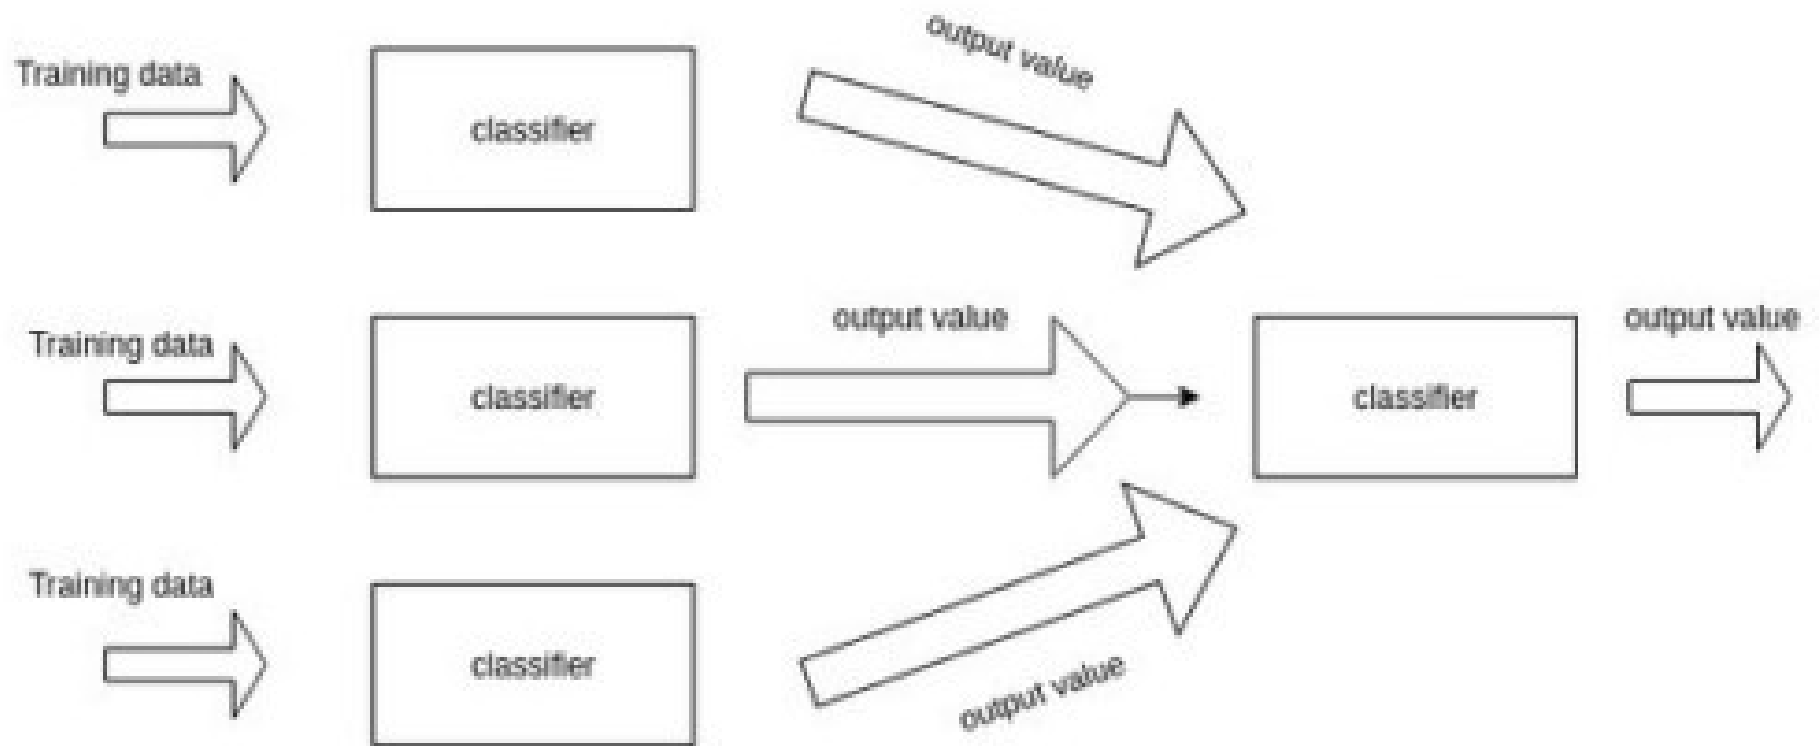 output value
Training data
classifier
output value
output value
Training data
classifier
classifier
Training data
classifier
output value